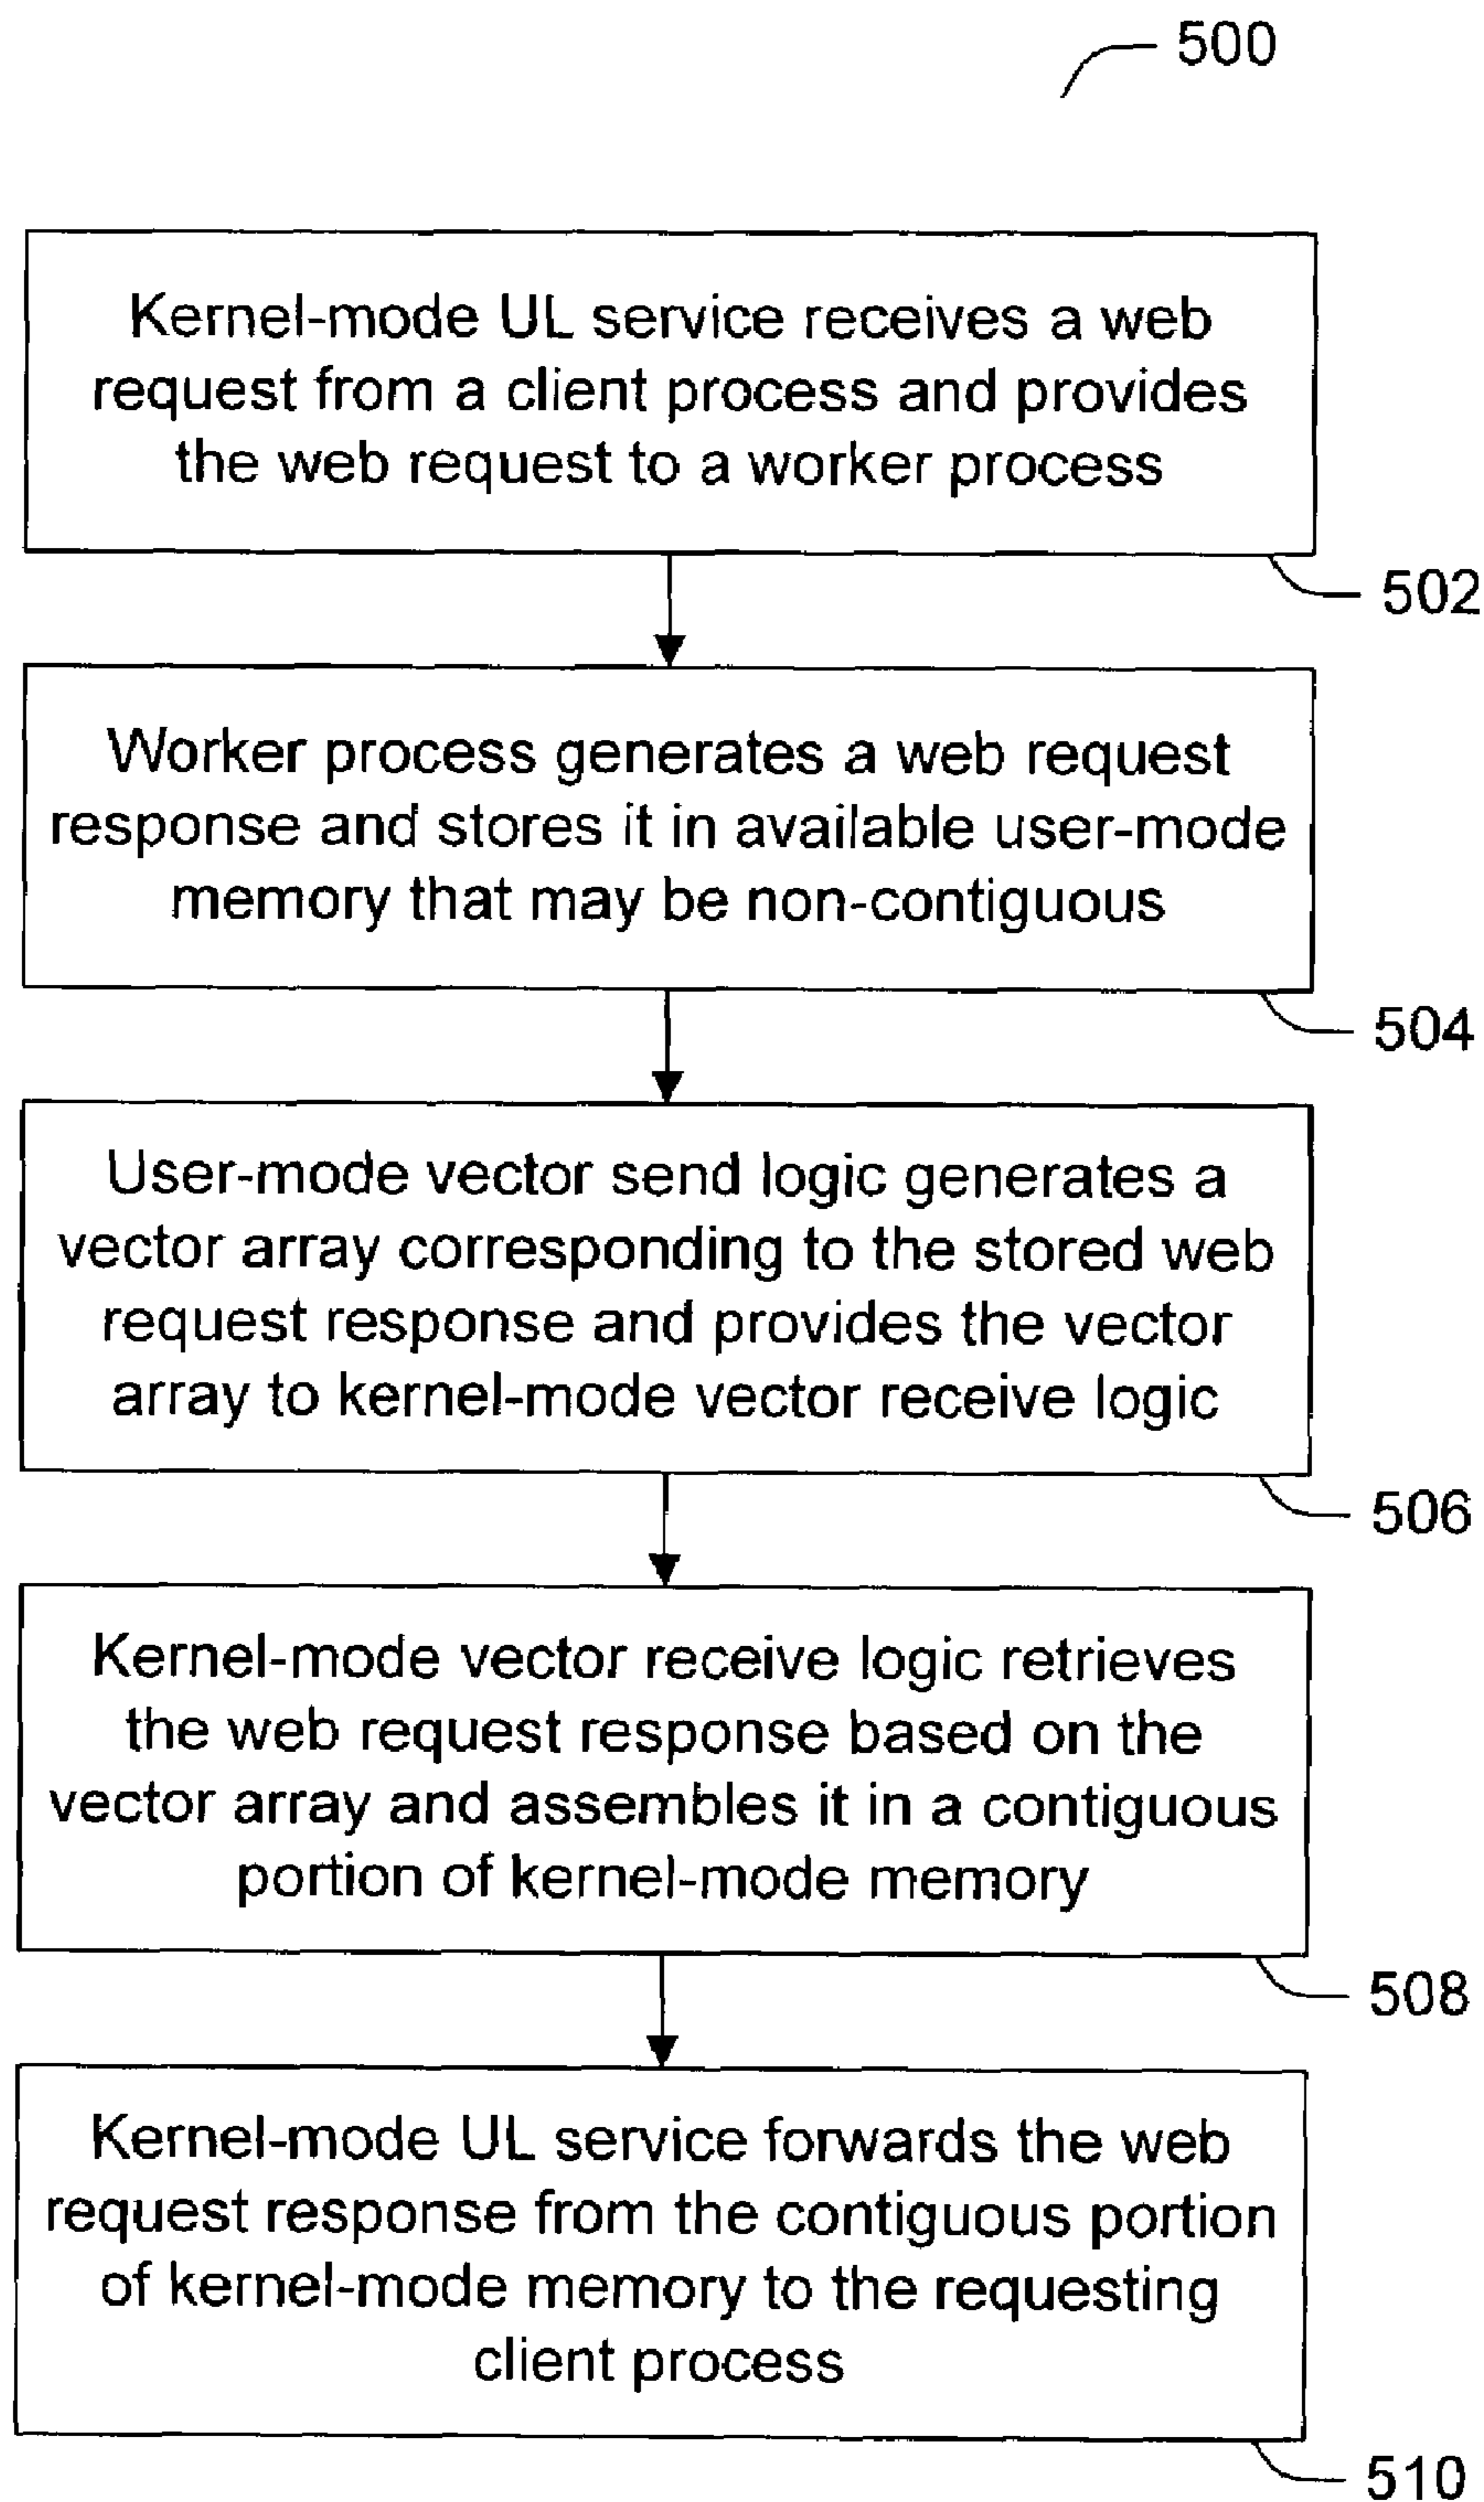 500
Kernel-mode UL service receives a web
request from a client process and provides
the web request to a worker process
502
Worker process generates a web request
response and stores it in available user-mode
memory that may be non-contiguous
504
User-mode vector send logic generates a
vector array corresponding to the stored web
request response and provides the vector
array to kernel-mode vector receive logic
506
Kernel-mode vector receive logic retrieves
the web request response based on the
vector array and assembles it in a contiguous
portion of kernel-mode memory
508
Kernel-mode UL service forwards the web
request response from the contiguous portion
of kernel-mode memory to the requesting
client process
510